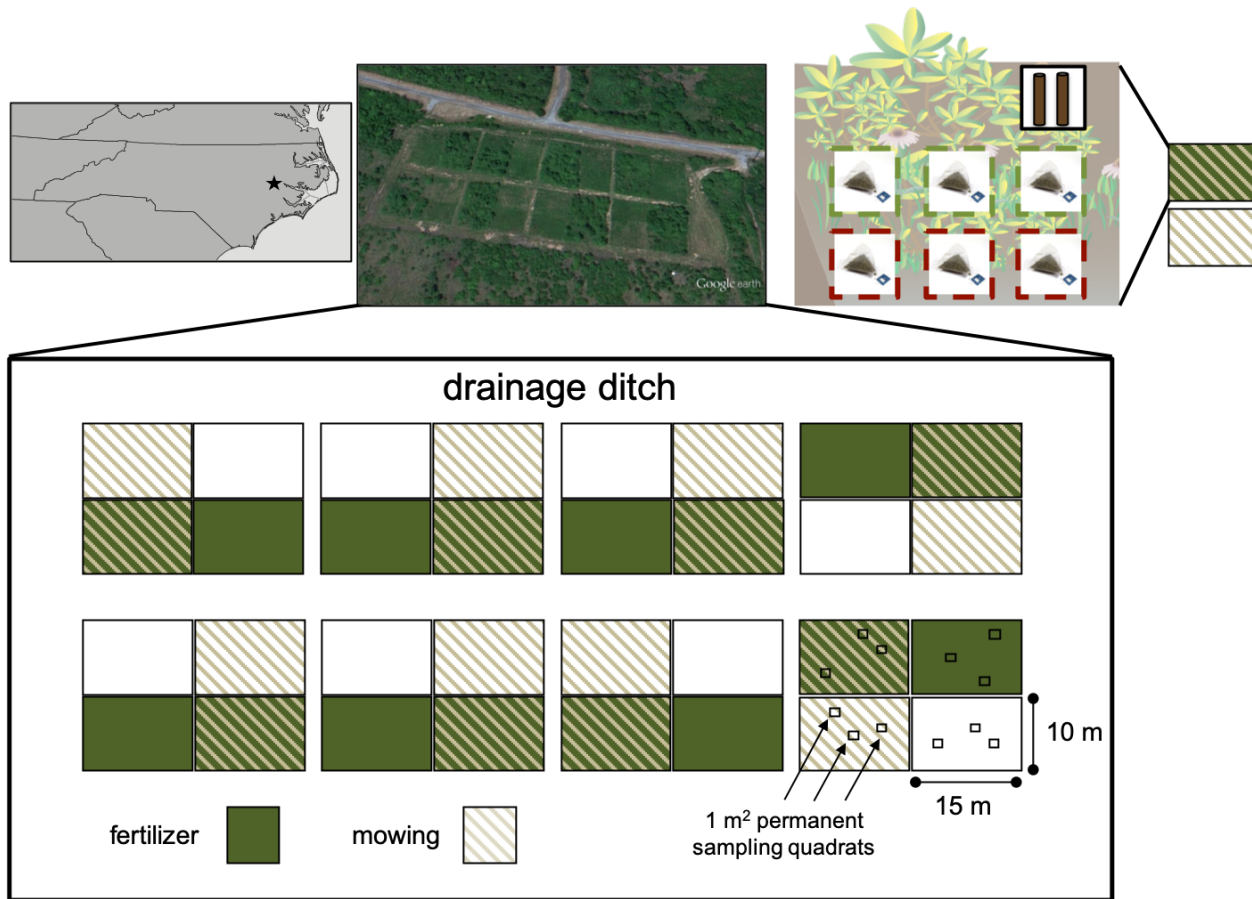 Google earth
drainage ditch
10 m
15 m
1 m² permanent
sampling quadrats
fertilizer
mowing